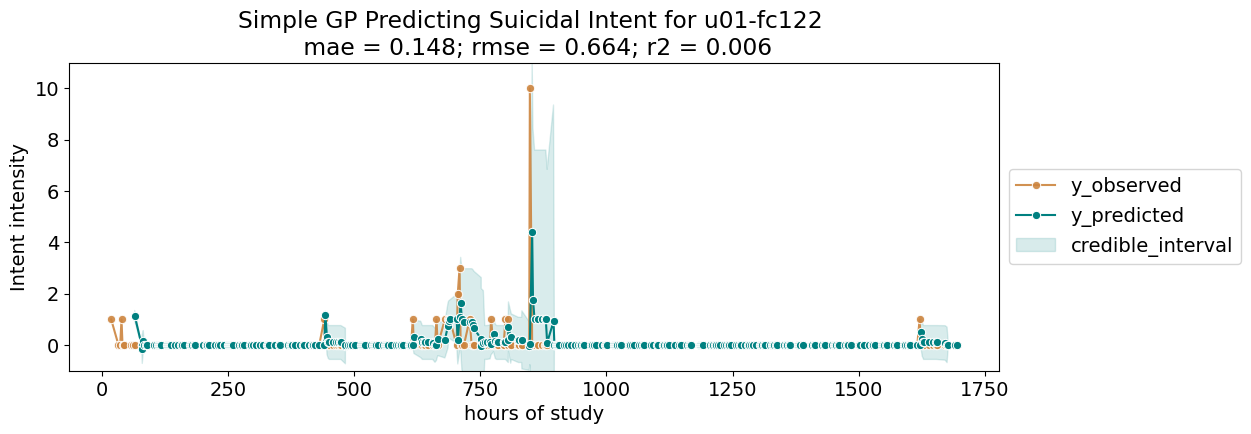 Simple GP Predicting Suicidal Intent for u01-fc122
mae = 0.148; rmse = 0.664; r2 = 0.006
Intent intensity
10
8
6
4
2
0
0 250 500 750 1000 1250 1500 1750
hours of study
y_observed
y_predicted
credible_interval